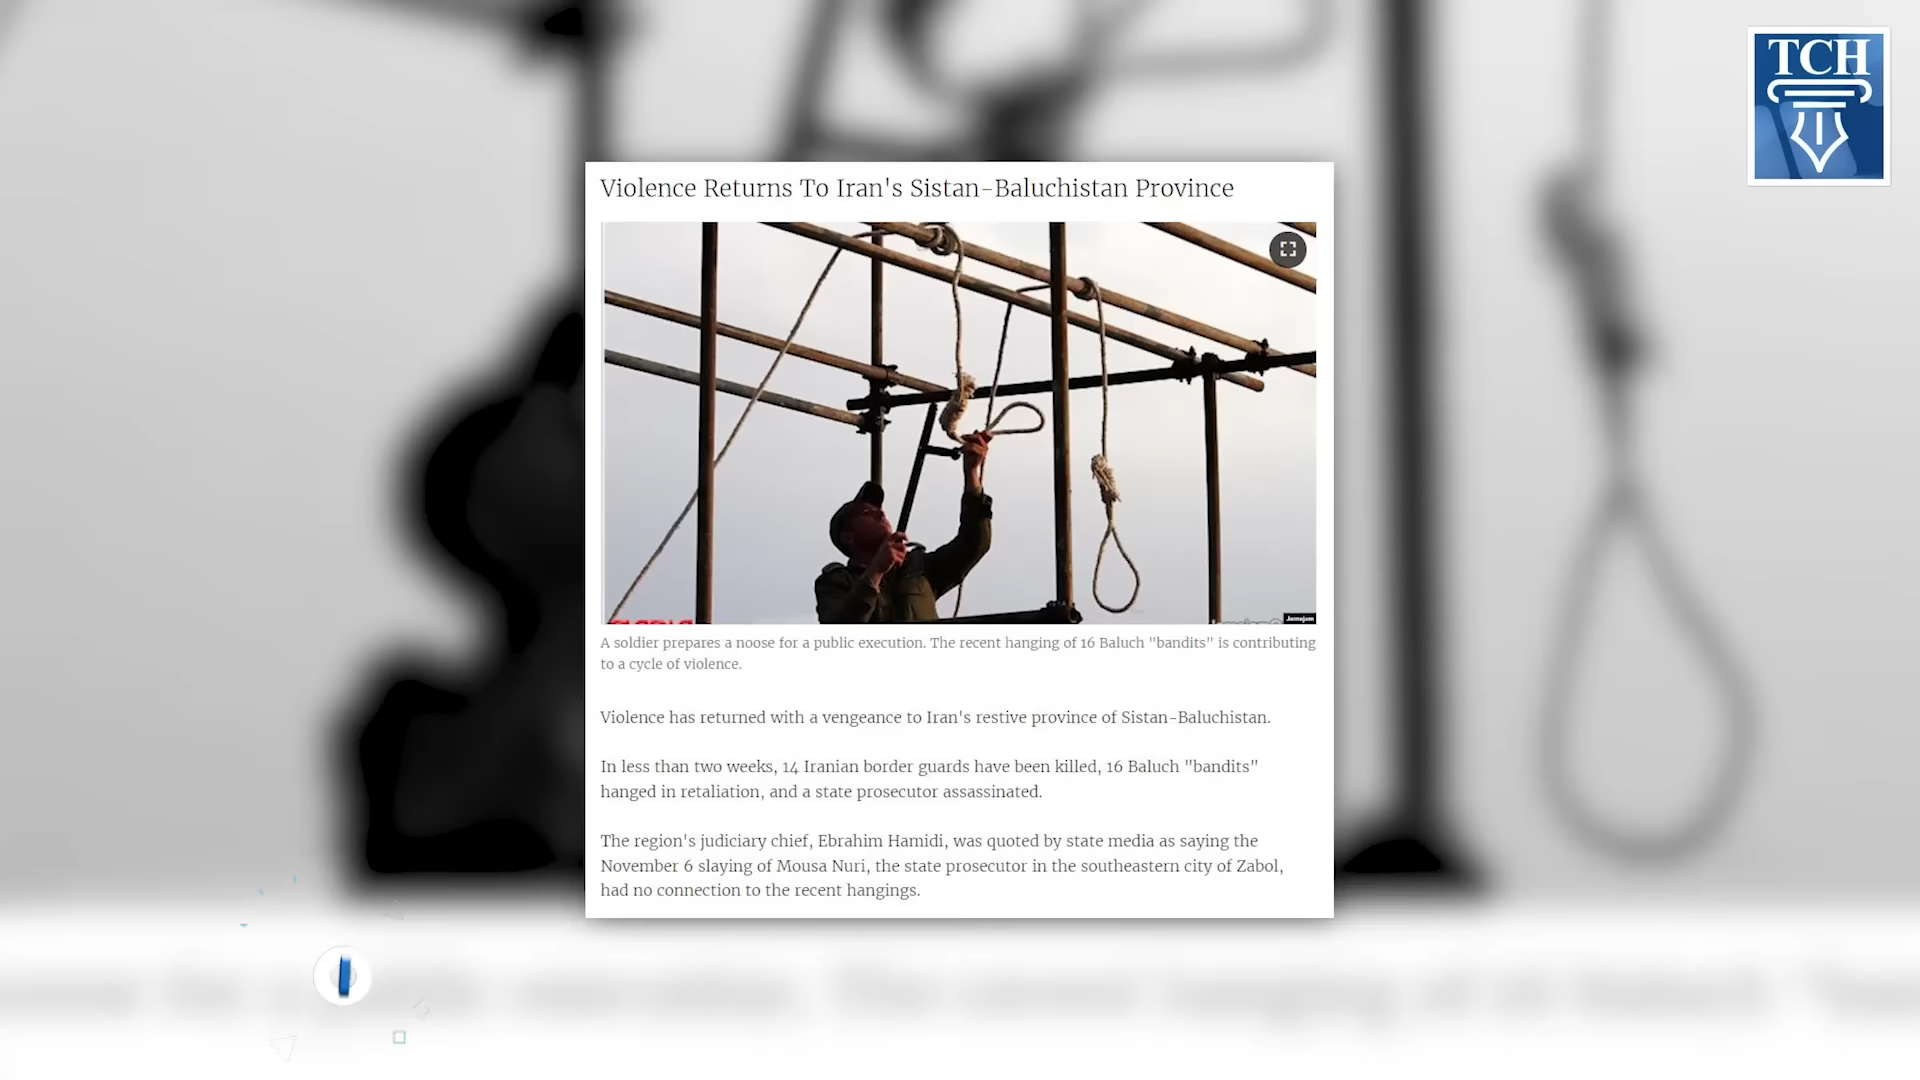 TCH
Violence Returns To Iran's Sistan-Baluchistan Province
Jamejam
A soldier prepares a noose for a public execution. The recent hanging of 16 Baluch "bandits" is contributing
to a cycle of violence.
Violence has returned with a vengeance to Iran's restive province of Sistan-Baluchistan.
In less than two weeks, 14 Iranian border guards have been killed, 16 Baluch "bandits"
hanged in retaliation, and a state prosecutor assassinated.
The region's judiciary chief, Ebrahim Hamidi, was quoted by state media as saying the
November 6 slaying of Mousa Nuri, the state prosecutor in the southeastern city of Zabol,
had no connection to the recent hangings.